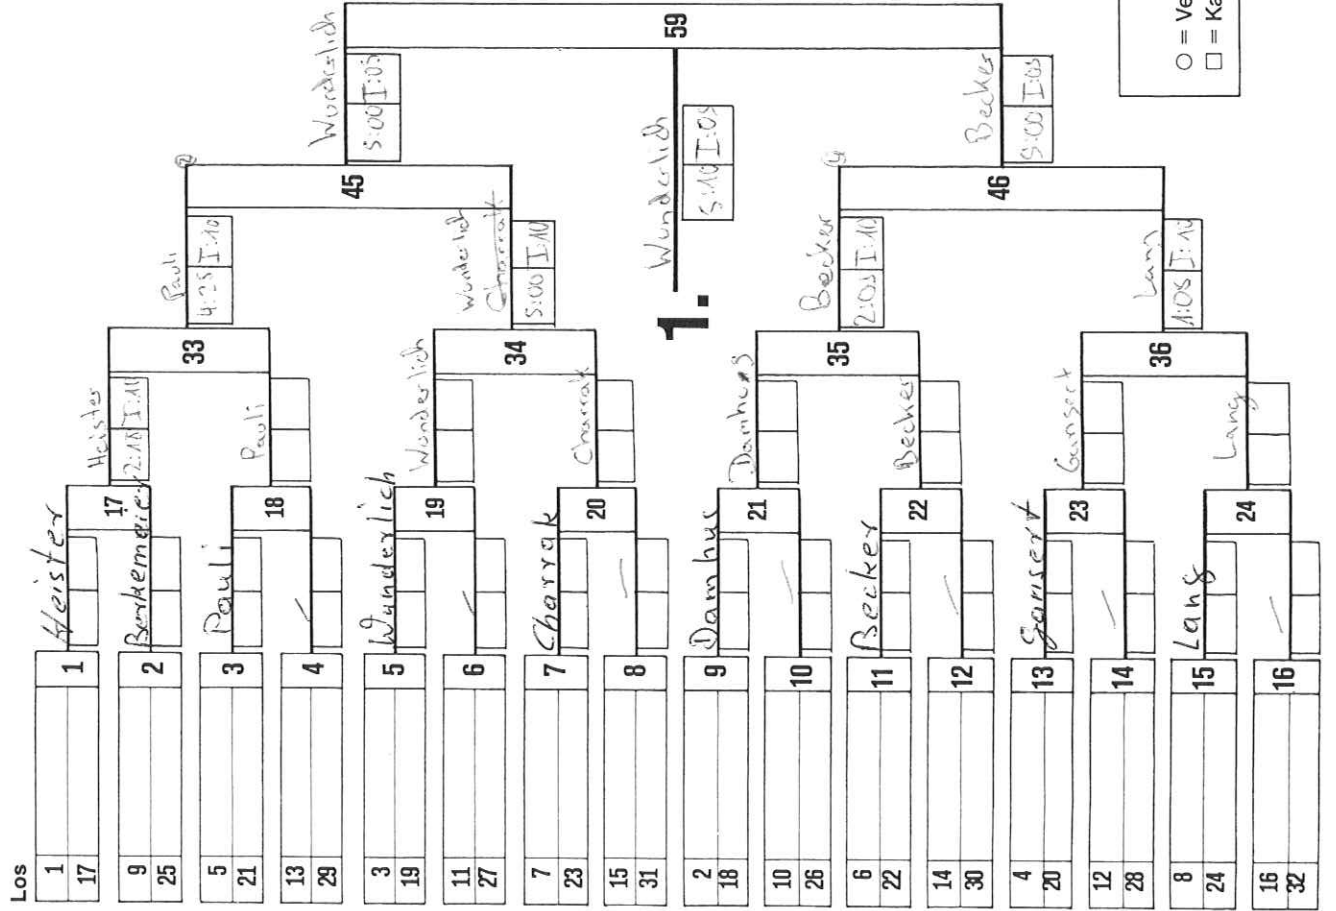 Los
1
17
1
Heister
9
25
2
Berkemeier
17
Heister
2:18 I:10
5
21
3
Pauli
13
29
4
—
18
Pauli
33
Pauli
4:25 I:10
3
19
5
Wunderlich
11
27
6
—
19
Wunderlich
7
23
7
Charrak
15
31
8
—
20
Charrak
34
Wunderlich
Charrak
5:00 I:10
45
Wunderlich
5:00 I:05
2
18
9
Damhus
10
26
10
—
21
Damhus
6
22
11
Becker
14
30
12
—
22
Becker
35
Becker
2:05 I:10
4
20
13
Gansert
12
28
14
—
23
Gansert
8
24
15
Lang
16
32
16
—
24
Lang
36
Lang
1:05 I:10
46
Becker
5:00 I:05
59
1.
Wunderlich
5:10 I:05
○ = Ve
□ = Ka